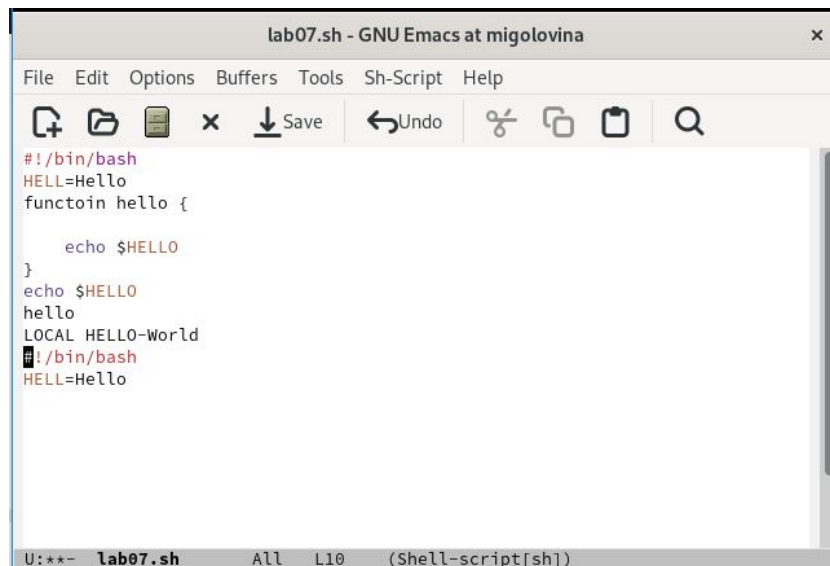 lab07.sh - GNU Emacs at migolovina ×
File Edit Options Buffers Tools Sh-Script Help
Save Undo
#!/bin/bash
HELL=Hello
functoin hello {
echo $HELLO
}
echo $HELLO
hello
LOCAL HELLO-World
#!/bin/bash
HELL=Hello
U:**- lab07.sh All L10 (Shell-script[sh])